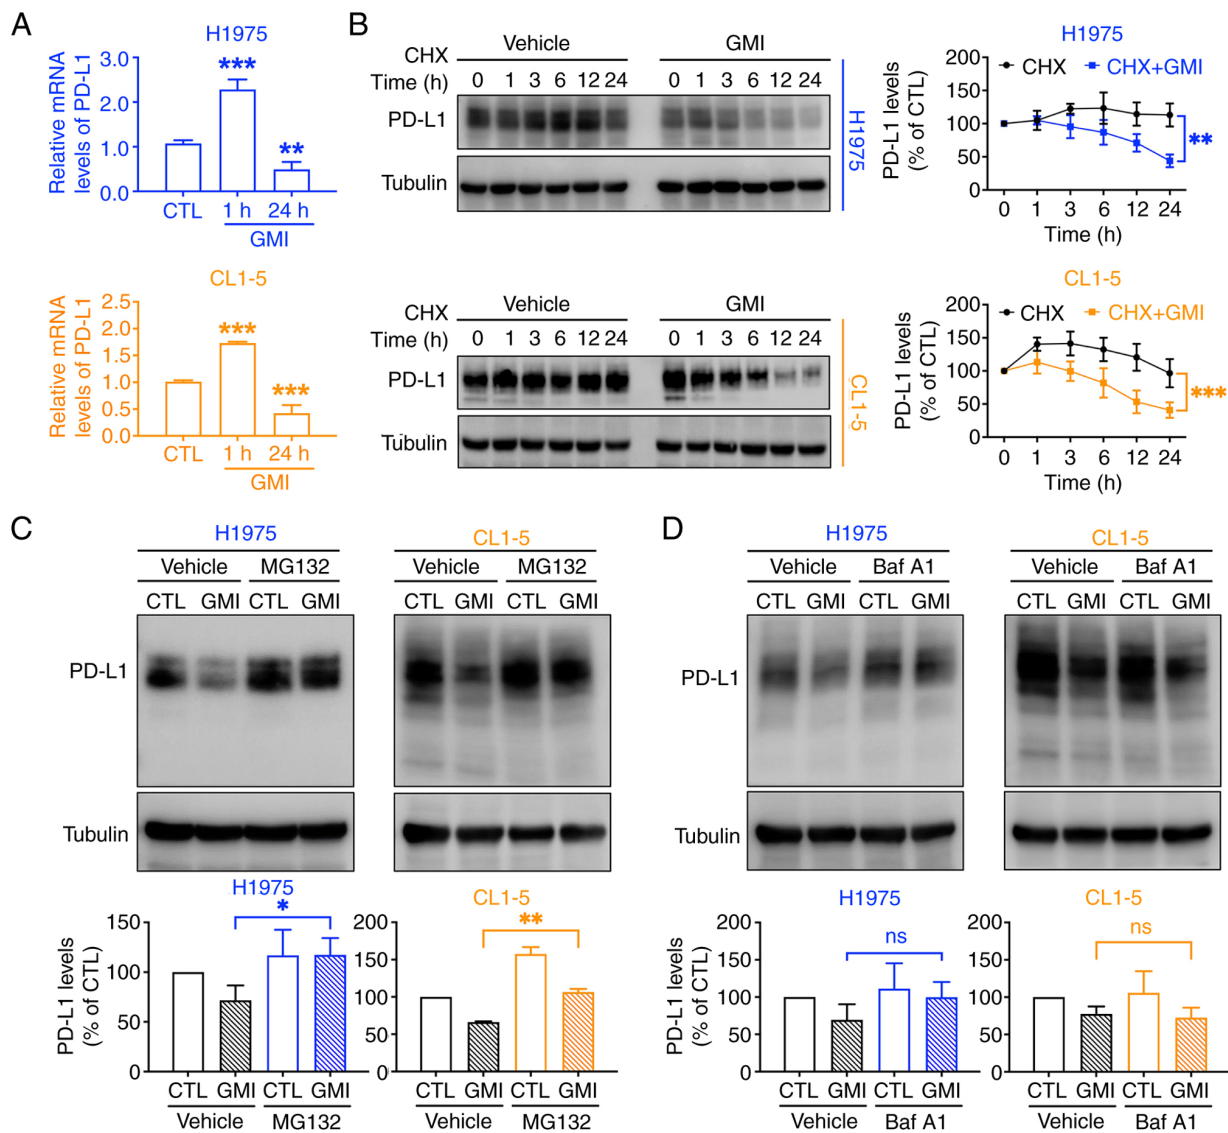 A
H1975
Relative mRNA
levels of PD-L1
3.0
2.0
1.0
0.0
***
**
CTL 1 h 24 h
GMI
CL1-5
Relative mRNA
levels of PD-L1
2.5
2.0
1.5
1.0
0.5
0.0
***
***
CTL 1 h 24 h
GMI
B
Vehicle GMI
CHX
Time (h) 0 1 3 6 12 24 0 1 3 6 12 24
PD-L1
Tubulin
H1975
H1975
PD-L1 levels
(% of CTL)
200
150
100
50
0
CHX CHX+GMI
**
0 1 3 6 12 24
Time (h)
Vehicle GMI
CHX
Time (h) 0 1 3 6 12 24 0 1 3 6 12 24
PD-L1
Tubulin
CL1-5
CL1-5
PD-L1 levels
(% of CTL)
200
150
100
50
0
CHX CHX+GMI
***
0 1 3 6 12 24
Time (h)
C
H1975
Vehicle MG132
CTL GMI CTL GMI
PD-L1
Tubulin
CL1-5
Vehicle MG132
CTL GMI CTL GMI
H1975
PD-L1 levels
(% of CTL)
150
100
50
0
*
CTL GMI CTL GMI
Vehicle MG132
CL1-5
200
150
100
50
0
**
CTL GMI CTL GMI
Vehicle MG132
D
H1975
Vehicle Baf A1
CTL GMI CTL GMI
PD-L1
Tubulin
CL1-5
Vehicle Baf A1
CTL GMI CTL GMI
H1975
PD-L1 levels
(% of CTL)
200
150
100
50
0
ns
CTL GMI CTL GMI
Vehicle Baf A1
CL1-5
200
150
100
50
0
ns
CTL GMI CTL GMI
Vehicle Baf A1